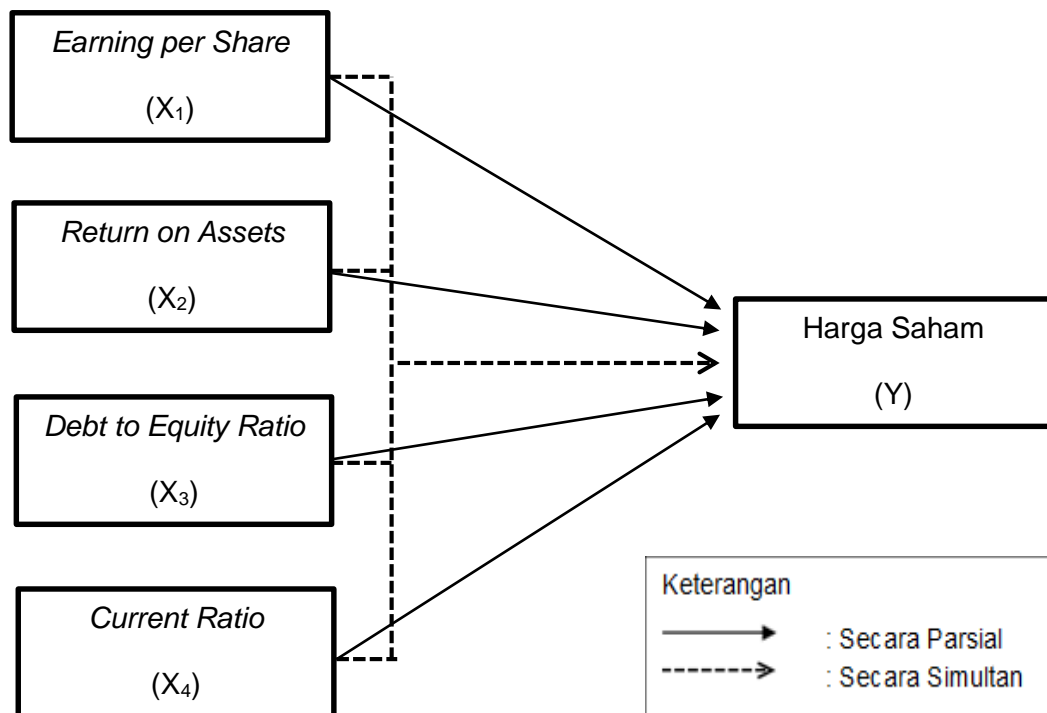 Earning per Share
(X₁)
Return on Assets
(X₂)
Debt to Equity Ratio
(X₃)
Current Ratio
(X₄)
Harga Saham
(Y)
Keterangan
: Secara Parsial
: Secara Simultan